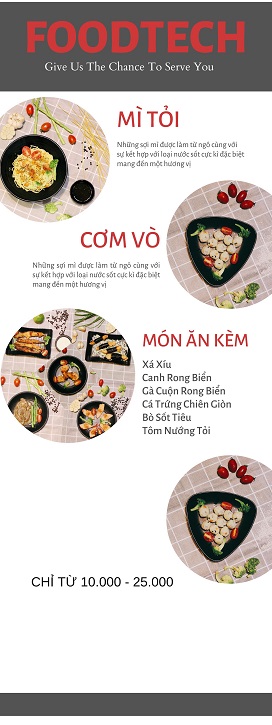 FOODTECH
Give Us The Chance To Serve You
MÌ TỎI
Những sợi mì được làm từ ngô cùng với
sự kết hợp với loại nước sốt cực kì đặc biệt
mang đến một hương vị
CƠM VÒ
Những sợi mì được làm từ ngô cùng với
sự kết hợp với loại nước sốt cực kì đặc biệt
mang đến một hương vị
MÓN ĂN KÈM
Xá Xíu
Canh Rong Biển
Gà Cuộn Rong Biển
Cá Trứng Chiên Giòn
Bò Sốt Tiêu
Tôm Nướng Tỏi
CHỈ TỪ 10.000 - 25.000